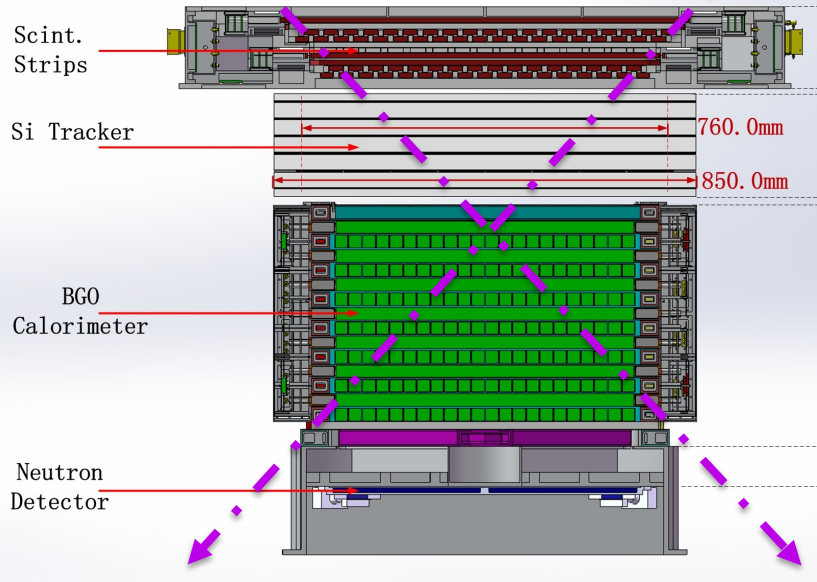 Scint.
Strips
Si Tracker
760.0mm
850.0mm
BGO
Calorimeter
Neutron
Detector